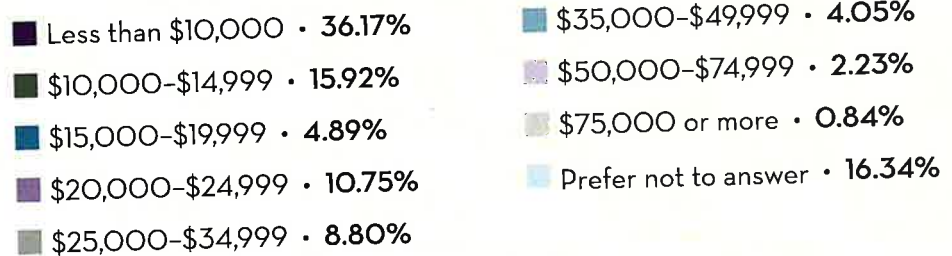 Less than $10,000 • 36.17%
$10,000–$14,999 • 15.92%
$15,000–$19,999 • 4.89%
$20,000–$24,999 • 10.75%
$25,000–$34,999 • 8.80%
$35,000–$49,999 • 4.05%
$50,000–$74,999 • 2.23%
$75,000 or more • 0.84%
Prefer not to answer • 16.34%